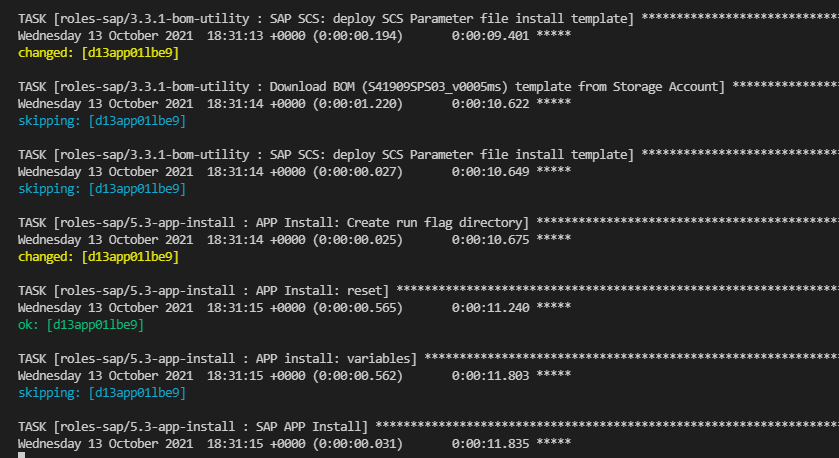 TASK [roles-sap/3.3.1-bom-utility : SAP SCS: deploy SCS Parameter file install template] *****************************
Wednesday 13 October 2021  18:31:13 +0000 (0:00:00.194)       0:00:09.401 *****
changed: [d13app01lbe9]
TASK [roles-sap/3.3.1-bom-utility : Download BOM (S41909SPS03_v0005ms) template from Storage Account] ****************
Wednesday 13 October 2021  18:31:14 +0000 (0:00:01.220)       0:00:10.622 *****
skipping: [d13app01lbe9]
TASK [roles-sap/3.3.1-bom-utility : SAP SCS: deploy SCS Parameter file install template] *****************************
Wednesday 13 October 2021  18:31:14 +0000 (0:00:00.027)       0:00:10.649 *****
skipping: [d13app01lbe9]
TASK [roles-sap/5.3-app-install : APP Install: Create run flag directory] ********************************************
Wednesday 13 October 2021  18:31:14 +0000 (0:00:00.025)       0:00:10.675 *****
changed: [d13app01lbe9]
TASK [roles-sap/5.3-app-install : APP Install: reset] ****************************************************************
Wednesday 13 October 2021  18:31:15 +0000 (0:00:00.565)       0:00:11.240 *****
ok: [d13app01lbe9]
TASK [roles-sap/5.3-app-install : APP install: variables] ************************************************************
Wednesday 13 October 2021  18:31:15 +0000 (0:00:00.562)       0:00:11.803 *****
skipping: [d13app01lbe9]
TASK [roles-sap/5.3-app-install : SAP APP Install] *******************************************************************
Wednesday 13 October 2021  18:31:15 +0000 (0:00:00.031)       0:00:11.835 *****